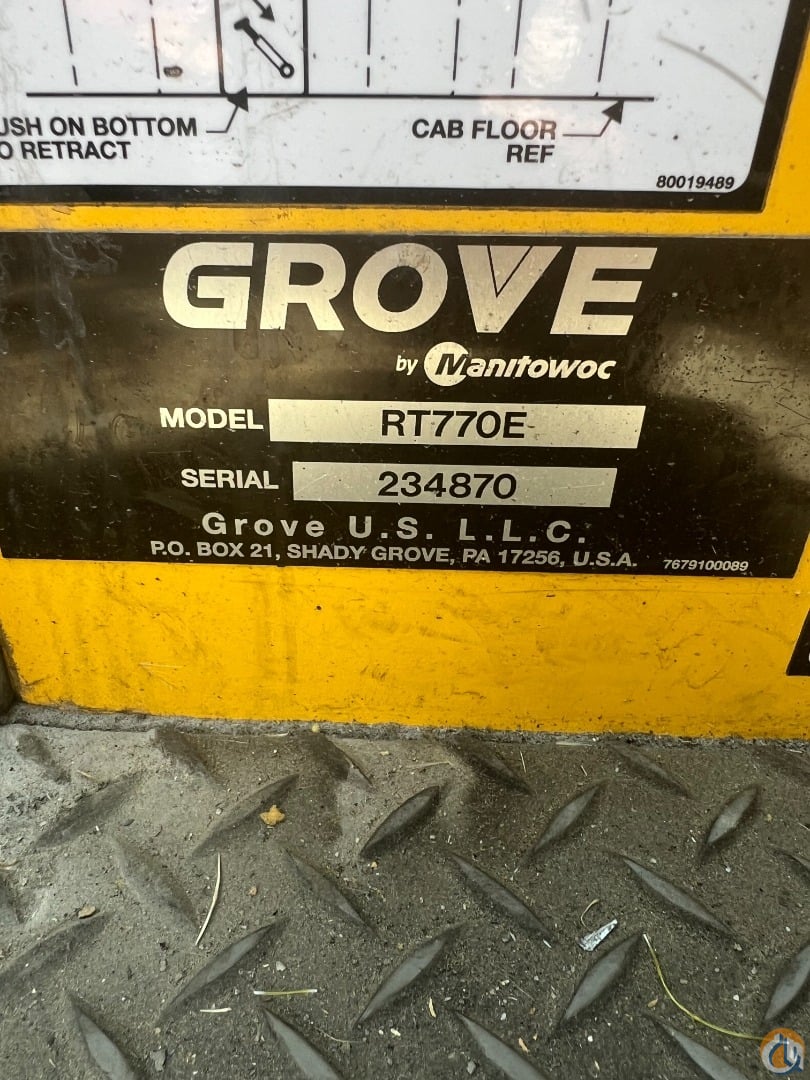 USH ON BOTTOM
O RETRACT
CAB FLOOR
REF
80019489
GROVE
by Manitowoc
MODEL RT770E
SERIAL 234870
Grove U.S. L.L.C.
P.O. BOX 21, SHADY GROVE, PA 17256, U.S.A.
7679100089